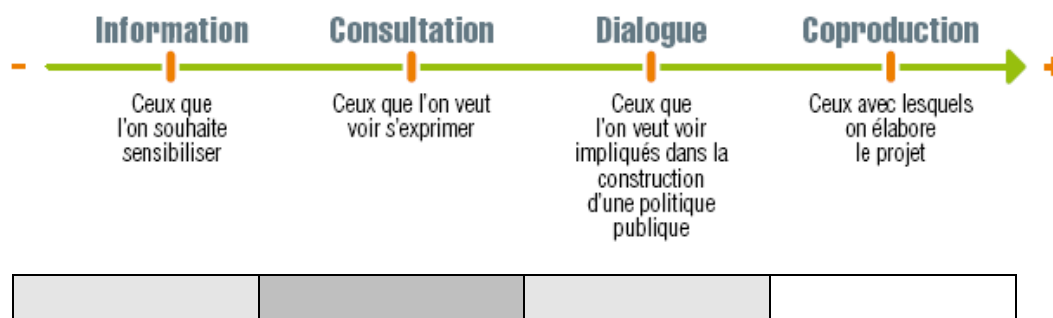 Information
Consultation
Dialogue
Coproduction
-
+
Ceux que
l'on souhaite
sensibiliser
Ceux que l'on veut
voir s'exprimer
Ceux que
l'on veut voir
impliqués dans la
construction
d'une politique
publique
Ceux avec lesquels
on élabore
le projet